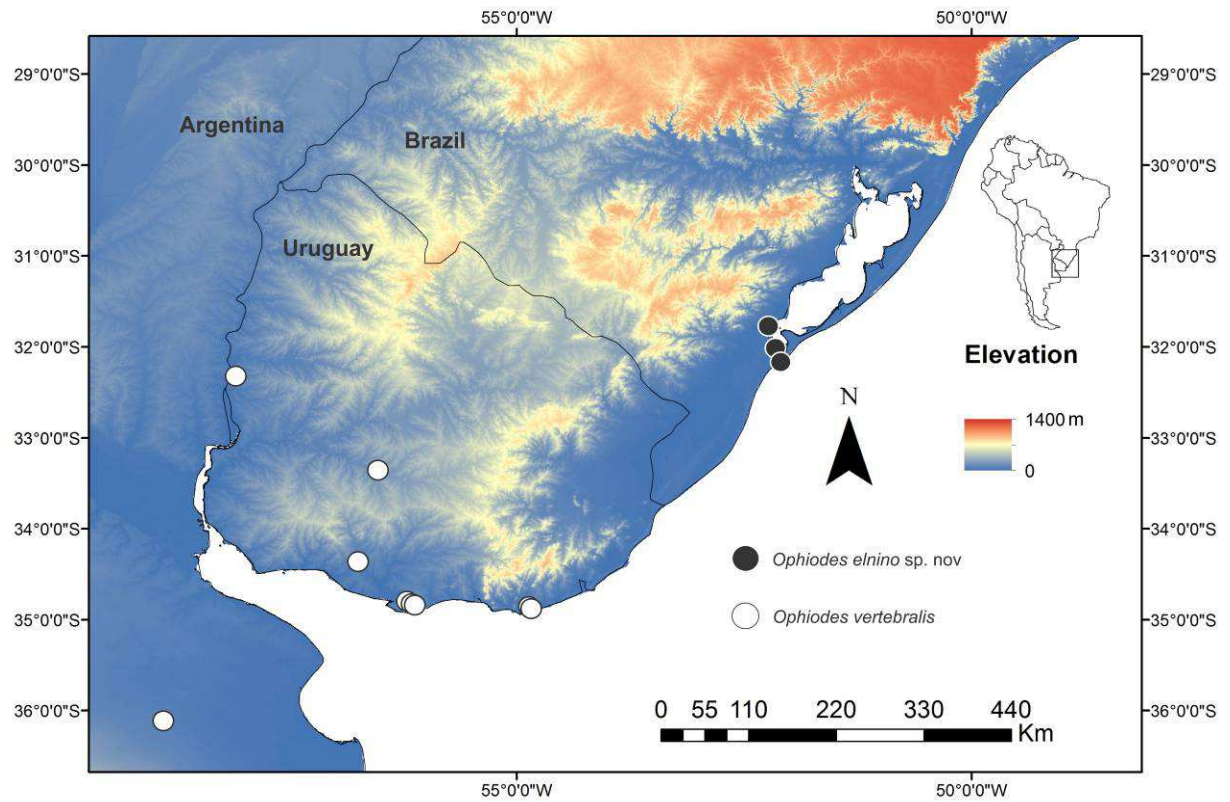 55°0'0"W 50°0'0"W
29°0'0"S 29°0'0"S
Argentina
Brazil
30°0'0"S 30°0'0"S
Uruguay
31°0'0"S 31°0'0"S
32°0'0"S 32°0'0"S
Elevation
N
1400 m
0
33°0'0"S 33°0'0"S
34°0'0"S 34°0'0"S
Ophiodes elnino sp. nov
Ophiodes vertebralis
35°0'0"S 35°0'0"S
36°0'0"S 36°0'0"S
0 55 110 220 330 440
Km
55°0'0"W 50°0'0"W